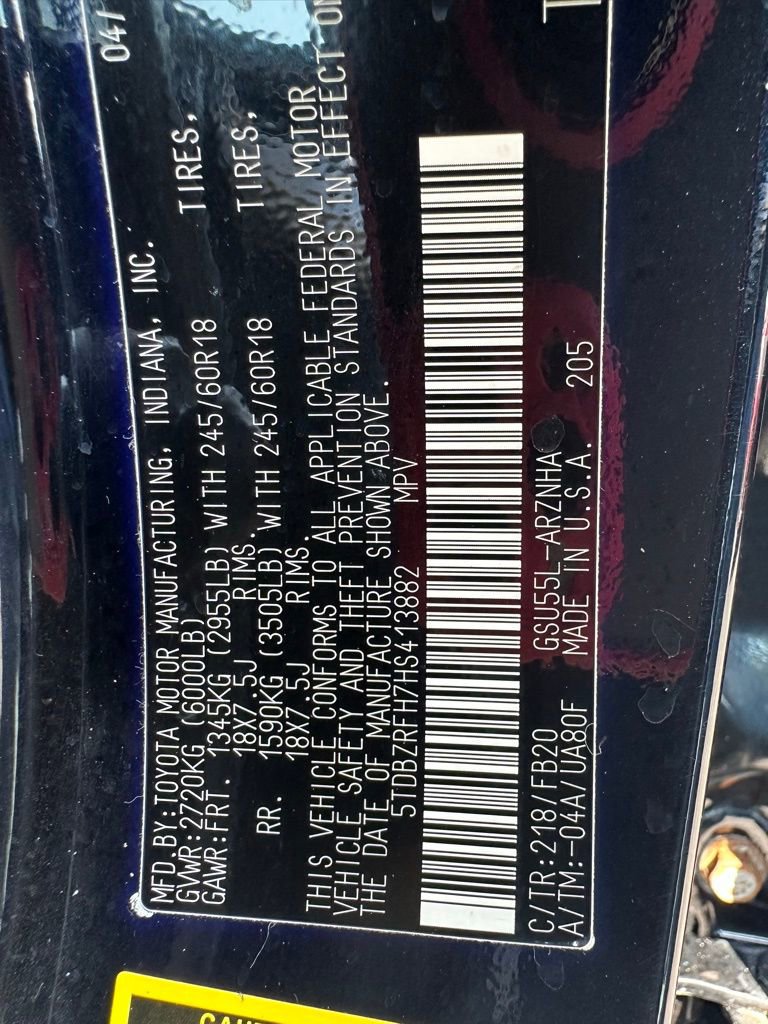 04/
MFD.BY:TOYOTA MOTOR MANUFACTURING, INDIANA, INC.
GVWR:2720KG(6000LB)
GAWR:FRT. 1345KG (2955LB) WITH 245/60R18 TIRES,
18X7.5J RIMS.
RR. 1590KG (3505LB) WITH 245/60R18 TIRES,
18X7.5J RIMS.
THIS VEHICLE CONFORMS TO ALL APPLICABLE FEDERAL MOTOR
VEHICLE SAFETY AND THEFT PREVENTION STANDARDS IN EFFECT ON
THE DATE OF MANUFACTURE SHOWN ABOVE.
5TDBZRFH7HS413882 MPV
C/TR:218/FB20 GSU55L-ARZNHA
A/TM:-04A/UA80F MADE IN U.S.A. 205